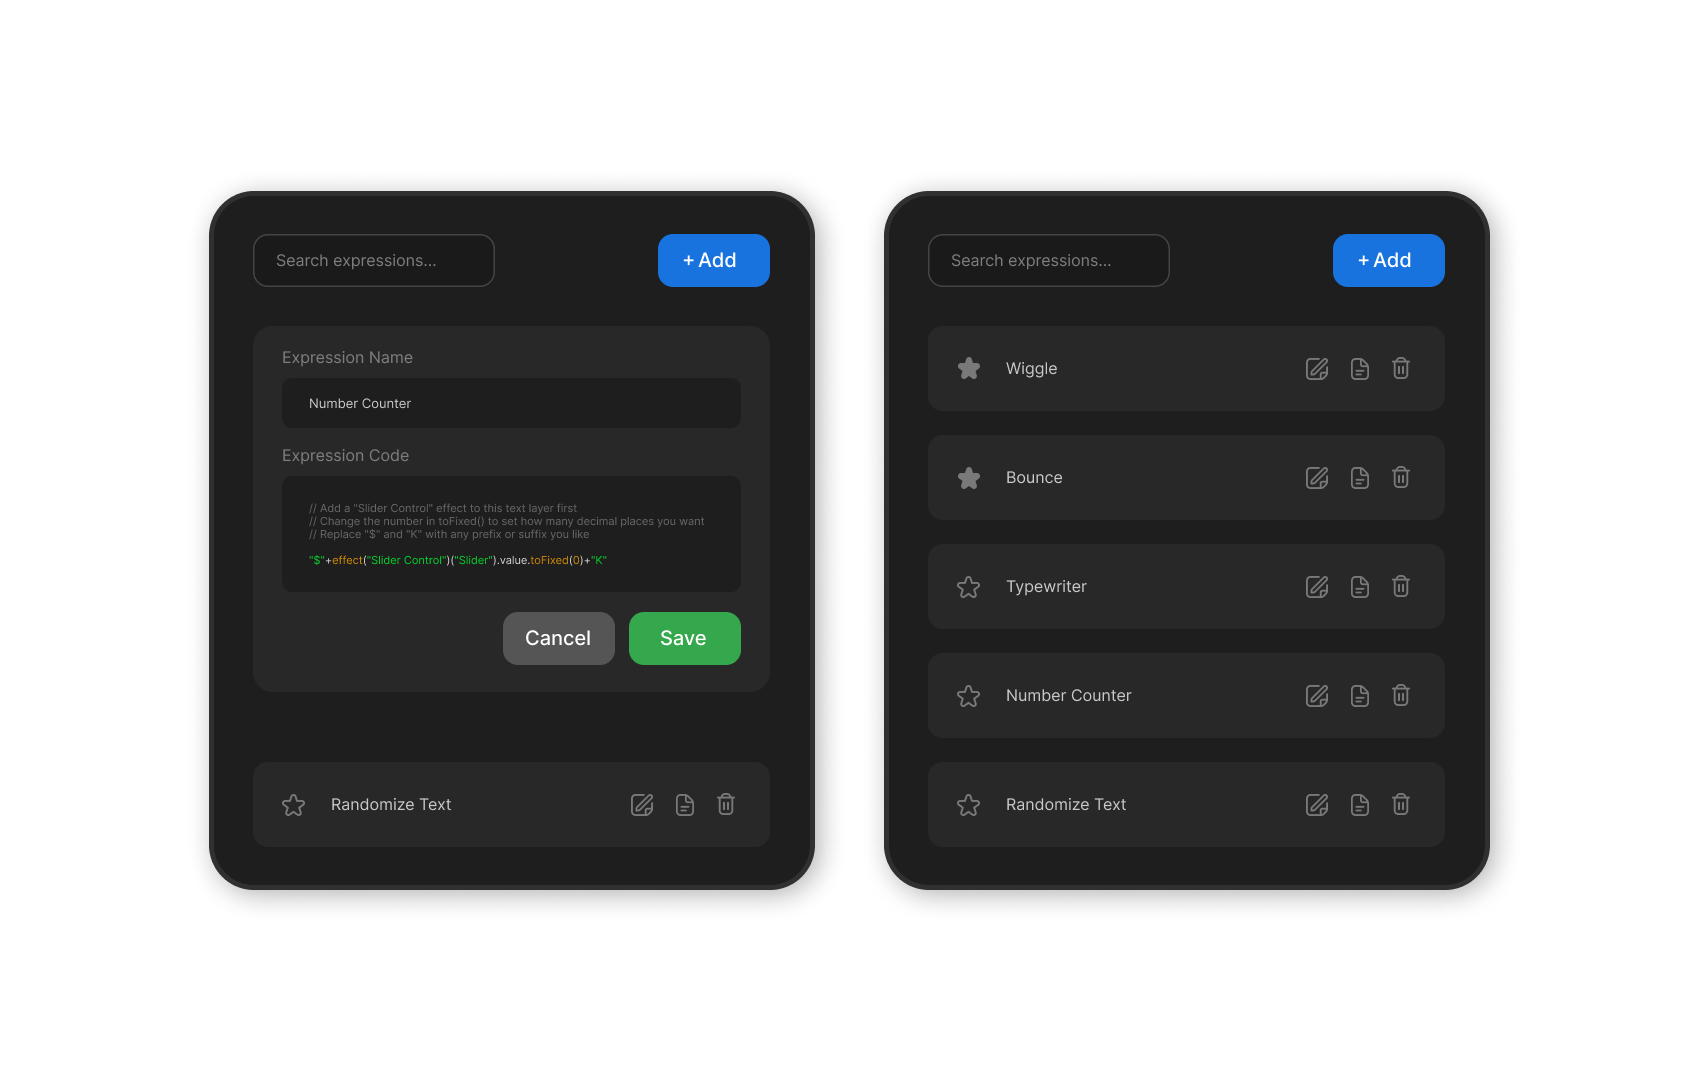 Search expressions...
+ Add
Expression Name
Number Counter
Expression Code
// Add a "Slider Control" effect to this text layer first
// Change the number in toFixed() to set how many decimal places you want
// Replace "$" and "K" with any prefix or suffix you like
"$"+effect("Slider Control")("Slider").value.toFixed(0)+"K"
Cancel
Save
Randomize Text
Search expressions...
+ Add
Wiggle
Bounce
Typewriter
Number Counter
Randomize Text